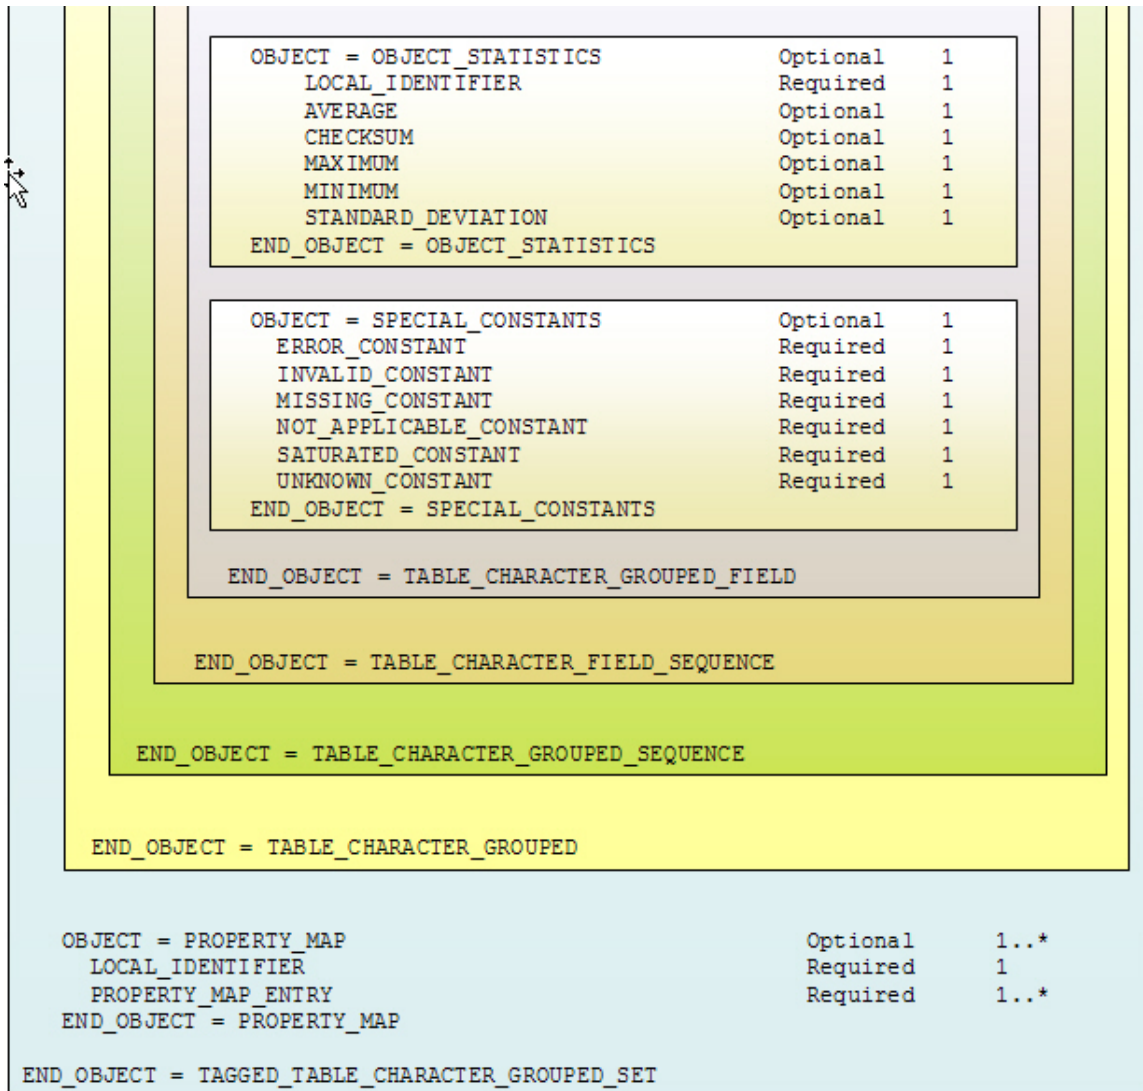 OBJECT = OBJECT_STATISTICS Optional 1
LOCAL_IDENTIFIER Required 1
AVERAGE Optional 1
CHECKSUM Optional 1
MAXIMUM Optional 1
MINIMUM Optional 1
STANDARD_DEVIATION Optional 1
END_OBJECT = OBJECT_STATISTICS
OBJECT = SPECIAL_CONSTANTS Optional 1
ERROR_CONSTANT Required 1
INVALID_CONSTANT Required 1
MISSING_CONSTANT Required 1
NOT_APPLICABLE_CONSTANT Required 1
SATURATED_CONSTANT Required 1
UNKNOWN_CONSTANT Required 1
END_OBJECT = SPECIAL_CONSTANTS
END_OBJECT = TABLE_CHARACTER_GROUPED_FIELD
END_OBJECT = TABLE_CHARACTER_FIELD_SEQUENCE
END_OBJECT = TABLE_CHARACTER_GROUPED_SEQUENCE
END_OBJECT = TABLE_CHARACTER_GROUPED
OBJECT = PROPERTY_MAP Optional 1..*
LOCAL_IDENTIFIER Required 1
PROPERTY_MAP_ENTRY Required 1..*
END_OBJECT = PROPERTY_MAP
END_OBJECT = TAGGED_TABLE_CHARACTER_GROUPED_SET